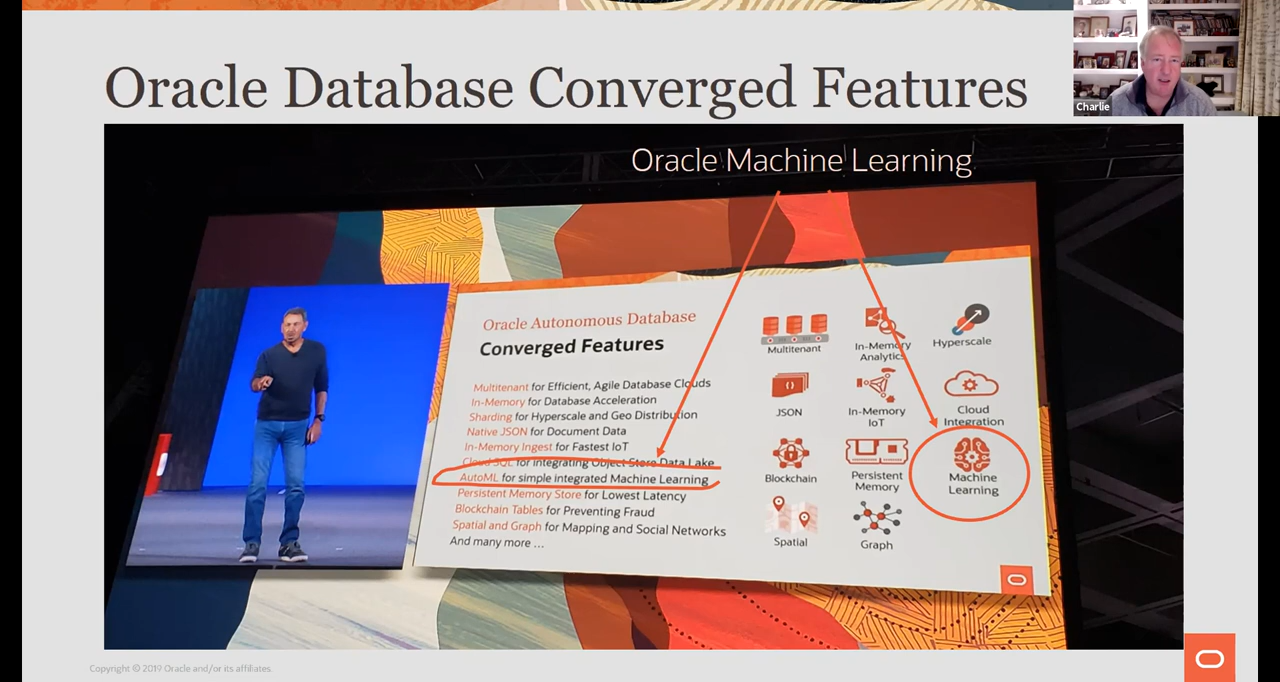 Oracle Database Converged Features
Charlie
Oracle Machine Learning
Oracle Autonomous Database
Converged Features
Multitenant for Efficient, Agile Database Clouds
In-Memory for Database Acceleration
Sharding for Hyperscale and Geo Distribution
Native JSON for Document Data
In-Memory Ingest for Fastest IoT
Cloud SQL for integrating Object Store Data Lake
AutoML for simple integrated Machine Learning
Persistent Memory Store for Lowest Latency
Blockchain Tables for Preventing Fraud
Spatial and Graph for Mapping and Social Networks
And many more ...
Multitenant
In-Memory
Analytics
Hyperscale
JSON
In-Memory
IoT
Cloud
Integration
Blockchain
Persistent
Memory
Machine
Learning
Spatial
Graph
Copyright © 2019 Oracle and/or its affiliates.